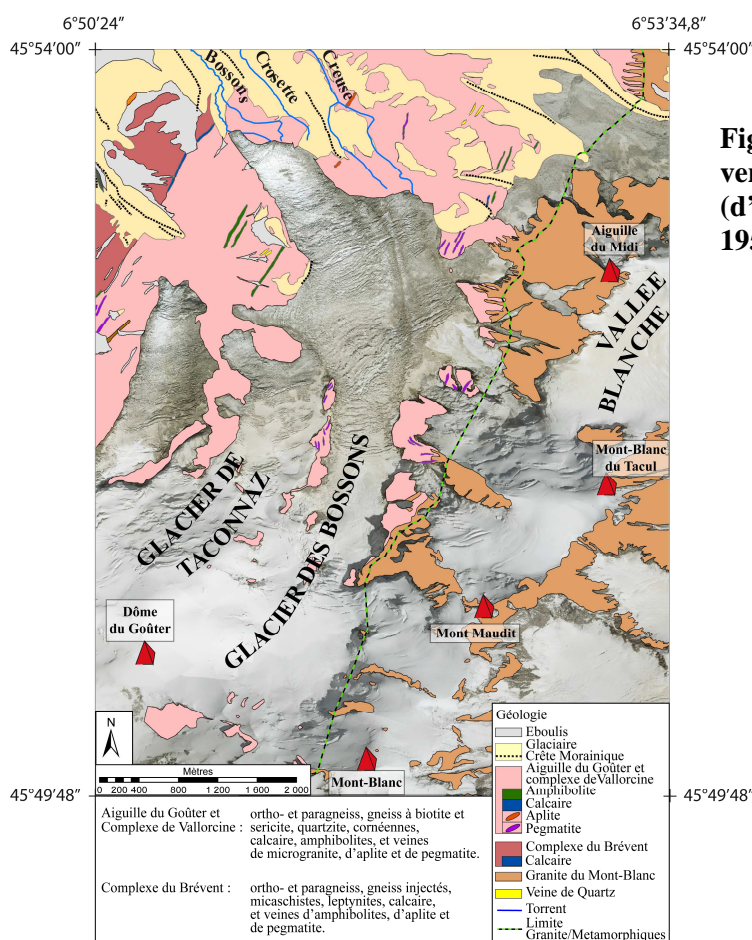 6°50'24"
6°53'34,8"
45°54'00"
45°54'00"
Bossons
Crosette
Creuse
Fig
ver
(d'
195
Aiguille
du Midi
VALLEE
BLANCHE
Mont-Blanc
du Tacul
GLACIER DE
TACONNAZ
GLACIER DES BOSSONS
Dôme
du Goûter
Mont Maudit
Mont-Blanc
N
Mètres
0 200 400 800 1 200 1 600 2 000
45°49'48"
45°49'48"
Géologie
Eboulis
Glaciaire
Crête Morainique
Aiguille du Goûter et
complexe deVallorcine
Amphibolite
Calcaire
Aplite
Pegmatite
Complexe du Brévent
Calcaire
Granite du Mont-Blanc
Veine de Quartz
Torrent
Limite
Granite/Metamorphiques
Aiguille du Goûter et
Complexe de Vallorcine :
ortho- et paragneiss, gneiss à biotite et
sericite, quartzite, cornéennes,
calcaire, amphibolites, et veines
de microgranite, d'aplite et de pegmatite.
Complexe du Brévent :
ortho- et paragneiss, gneiss injectés,
micaschistes, leptynites, calcaire,
et veines d'amphibolites, d'aplite et
de pegmatite.